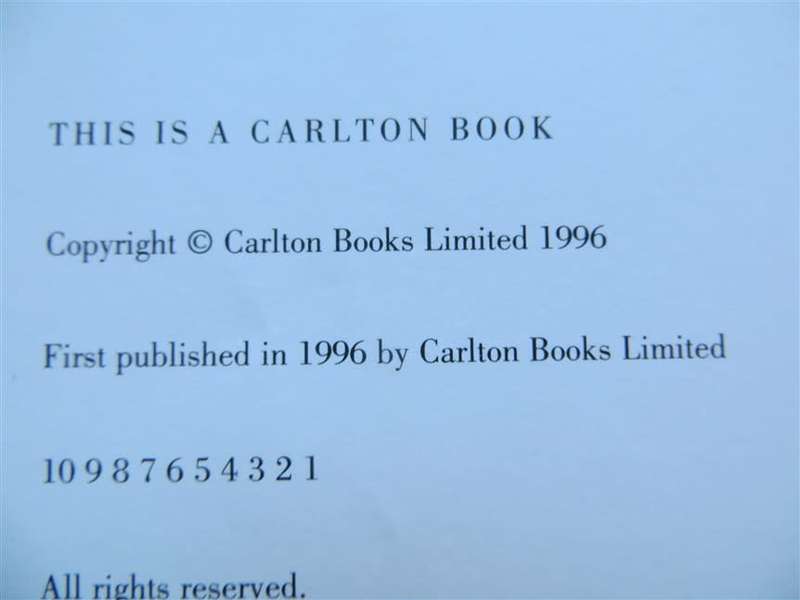 THIS IS A CARLTON BOOK
Copyright © Carlton Books Limited 1996
First published in 1996 by Carlton Books Limited
10 9 8 7 6 5 4 3 2 1
All rights reserved.